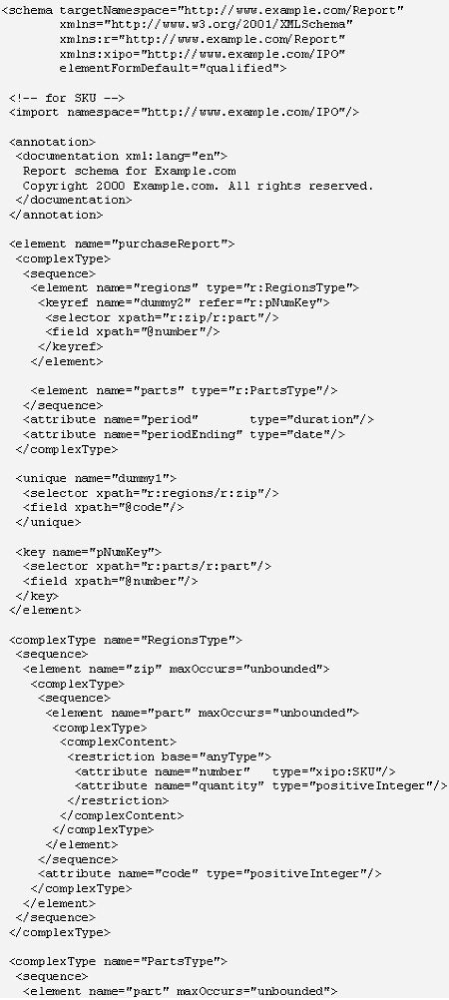 <schema targetNamespace="http://www.example.com/Report"
xmlns="http://www.w3.org/2001/XMLSchema"
xmlns:r="http://www.example.com/Report"
xmlns:xipo="http://www.example.com/IPO"
elementFormDefault="qualified">
<!-- for SKU -->
<import namespace="http://www.example.com/IPO"/>
<annotation>
<documentation xml:lang="en">
Report schema for Example.com
Copyright 2000 Example.com. All rights reserved.
</documentation>
</annotation>
<element name="purchaseReport">
<complexType>
<sequence>
<element name="regions" type="r:RegionsType">
<keyref name="dummy2" refer="r:pNumKey">
<selector xpath="r:zip/r:part"/>
<field xpath="@number"/>
</keyref>
</element>
<element name="parts" type="r:PartsType"/>
</sequence>
<attribute name="period" type="duration"/>
<attribute name="periodEnding" type="date"/>
</complexType>
<unique name="dummy1">
<selector xpath="r:regions/r:zip"/>
<field xpath="@code"/>
</unique>
<key name="pNumKey">
<selector xpath="r:parts/r:part"/>
<field xpath="@number"/>
</key>
</element>
<complexType name="RegionsType">
<sequence>
<element name="zip" maxOccurs="unbounded">
<complexType>
<sequence>
<element name="part" maxOccurs="unbounded">
<complexType>
<complexContent>
<restriction base="anyType">
<attribute name="number" type="xipo:SKU"/>
<attribute name="quantity" type="positiveInteger"/>
</restriction>
</complexContent>
</complexType>
</element>
</sequence>
<attribute name="code" type="positiveInteger"/>
</complexType>
</element>
</sequence>
</complexType>
<complexType name="PartsType">
<sequence>
<element name="part" maxOccurs="unbounded">